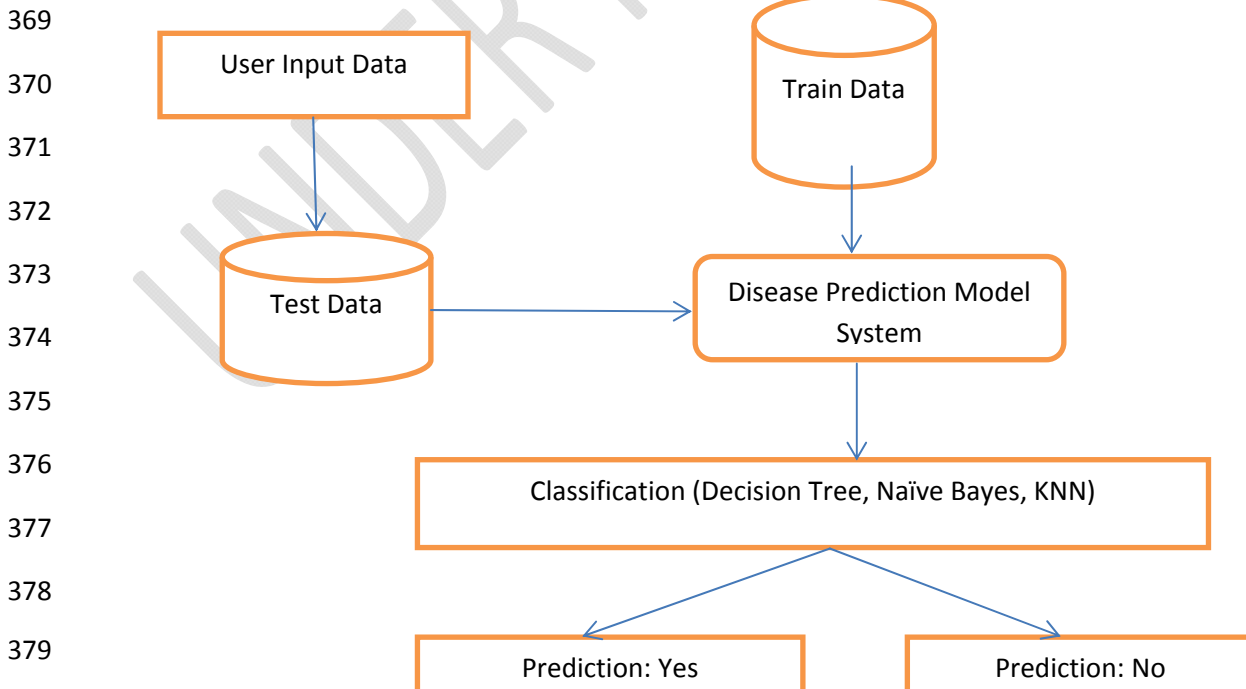 369
User Input Data
370
Train Data
371
372
373
Test Data
Disease Prediction Model
System
374
375
376
Classification (Decision Tree, Naïve Bayes, KNN)
377
378
379
Prediction: Yes
Prediction: No
UNDER